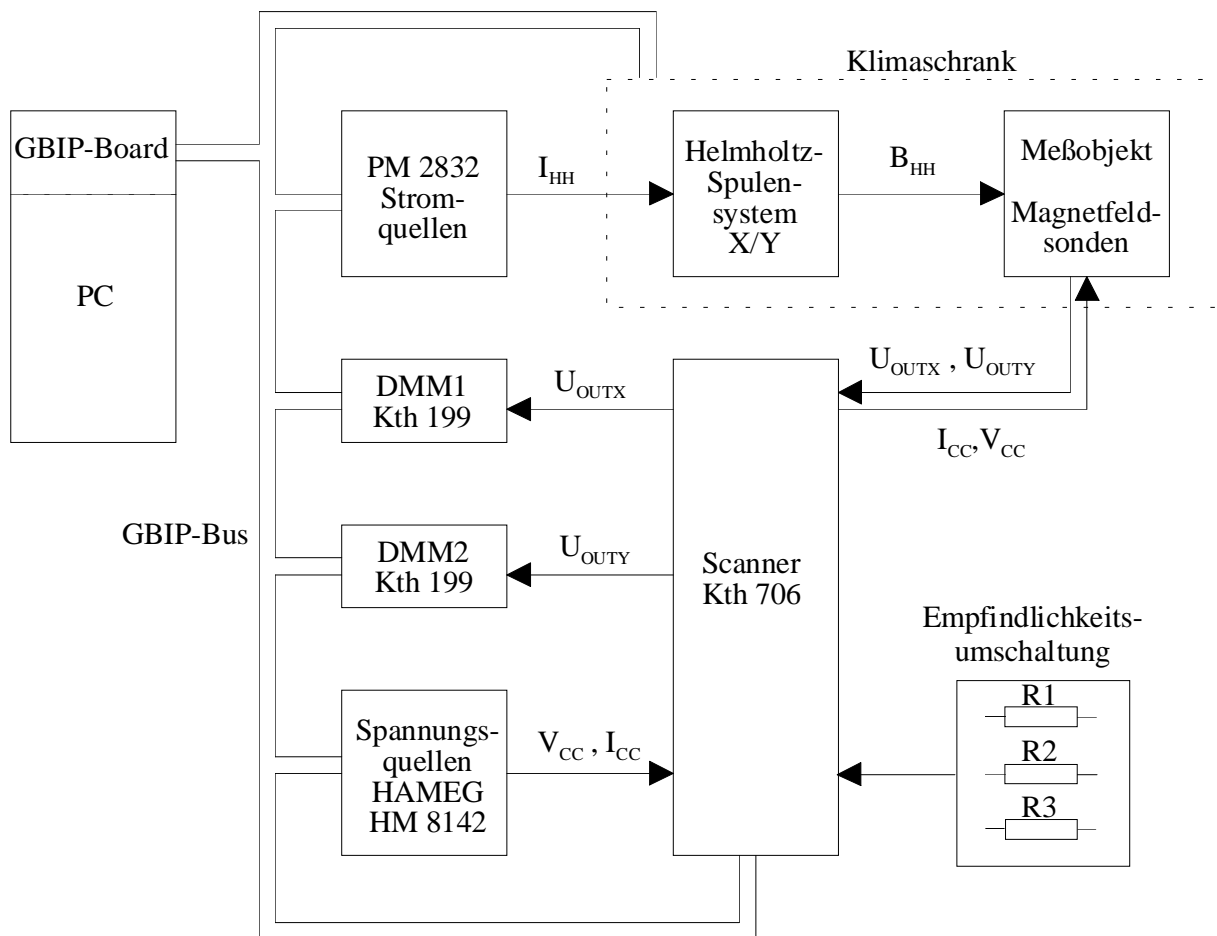 Klimaschrank
GBIP-Board
PC
PM 2832
Strom-
quellen
I_HH
Helmholtz-
Spulen-
system
X/Y
B_HH
Meßobjekt
Magnetfeld-
sonden
U_OUTX , U_OUTY
I_CC,V_CC
DMM1
Kth 199
U_OUTX
GBIP-Bus
DMM2
Kth 199
U_OUTY
Scanner
Kth 706
Empfindlichkeits-
umschaltung
R1
R2
R3
Spannungs-
quellen
HAMEG
HM 8142
V_CC , I_CC